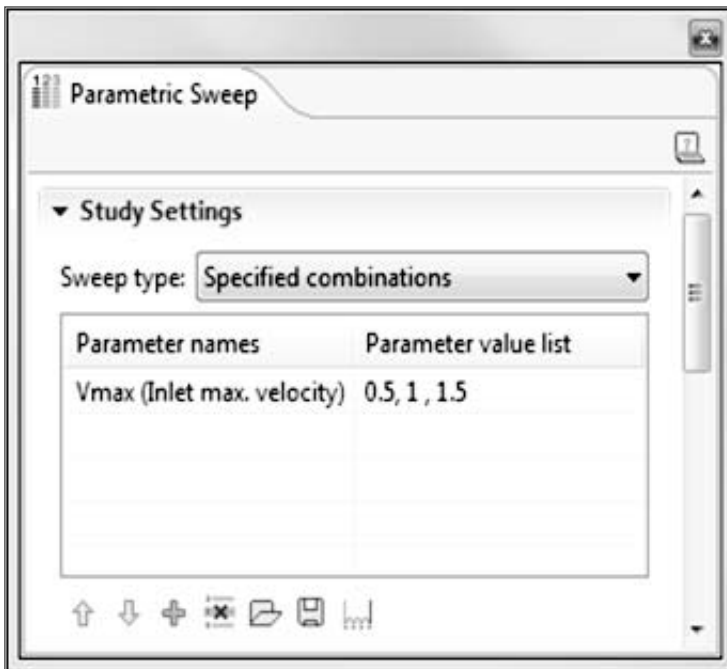 Parametric Sweep
Study Settings
Sweep type: Specified combinations
Parameter names Parameter value list
Vmax (Inlet max. velocity) 0.5, 1 , 1.5